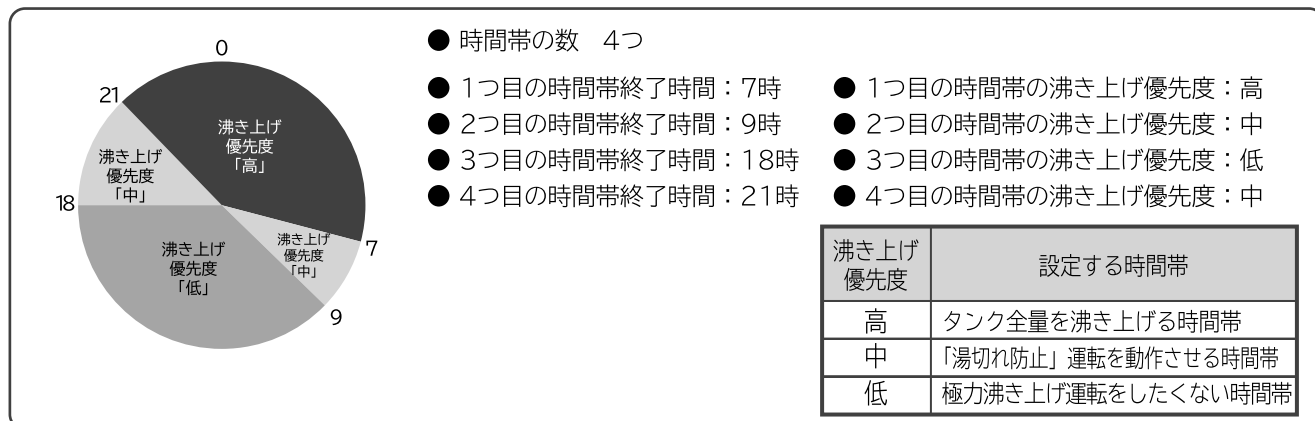 0
21
18
7
9
沸き上げ
優先度
「高」
沸き上げ
優先度
「中」
沸き上げ
優先度
「中」
沸き上げ
優先度
「低」
● 時間帯の数 4つ
● 1つ目の時間帯終了時間：7時
● 2つ目の時間帯終了時間：9時
● 3つ目の時間帯終了時間：18時
● 4つ目の時間帯終了時間：21時
● 1つ目の時間帯の沸き上げ優先度：高
● 2つ目の時間帯の沸き上げ優先度：中
● 3つ目の時間帯の沸き上げ優先度：低
● 4つ目の時間帯の沸き上げ優先度：中
沸き上げ
優先度
設定する時間帯
高 タンク全量を沸き上げる時間帯
中 「湯切れ防止」運転を動作させる時間帯
低 極力沸き上げ運転をしたくない時間帯